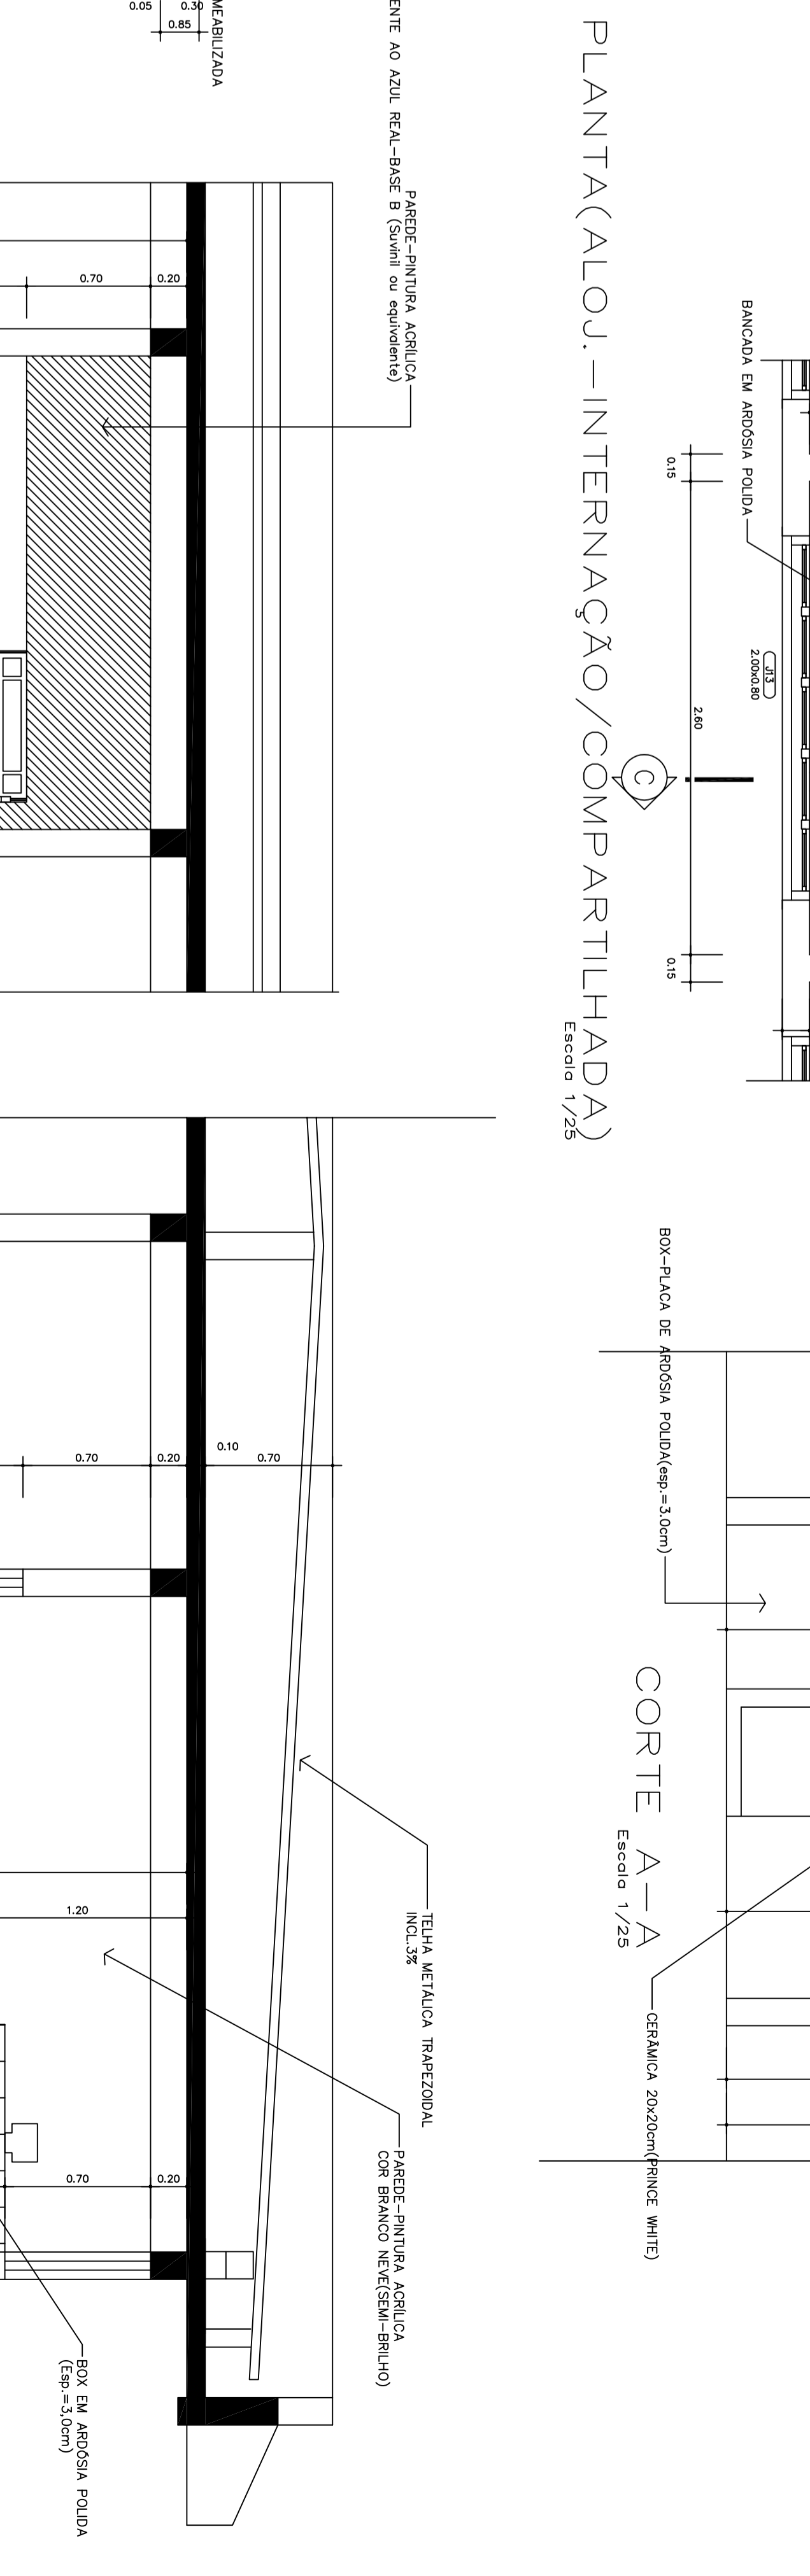 0.05
0.30
0.85
MEABILIZADA
PAREDE-PINTURA ACRÍLICA
ENTE AO AZUL REAL-BASE B (Suvinil ou equivalente)
0.70
0.20
PLANTA(ALOJ.-INTERNAÇÃO/COMPARTILHADA)
Escala 1/25
BANCADA EM ARDÓSIA POLIDA
J13
2.00x0.80
0.15
2.60
0.15
C
BOX-PLACA DE ARDÓSIA POLIDA(esp.=3.0cm)
CORTE A-A
Escala 1/25
CERÂMICA 20x20cm(PRINCE WHITE)
0.70
0.20
0.10
0.70
TELHA METÁLICA TRAPEZOIDAL
INCL.3%
1.20
PAREDE-PINTURA ACRÍLICA
COR BRANCO NEVE(SEMI-BRILHO)
0.70
0.20
BOX EM ARDÓSIA POLIDA
(Esp.=3,0cm)